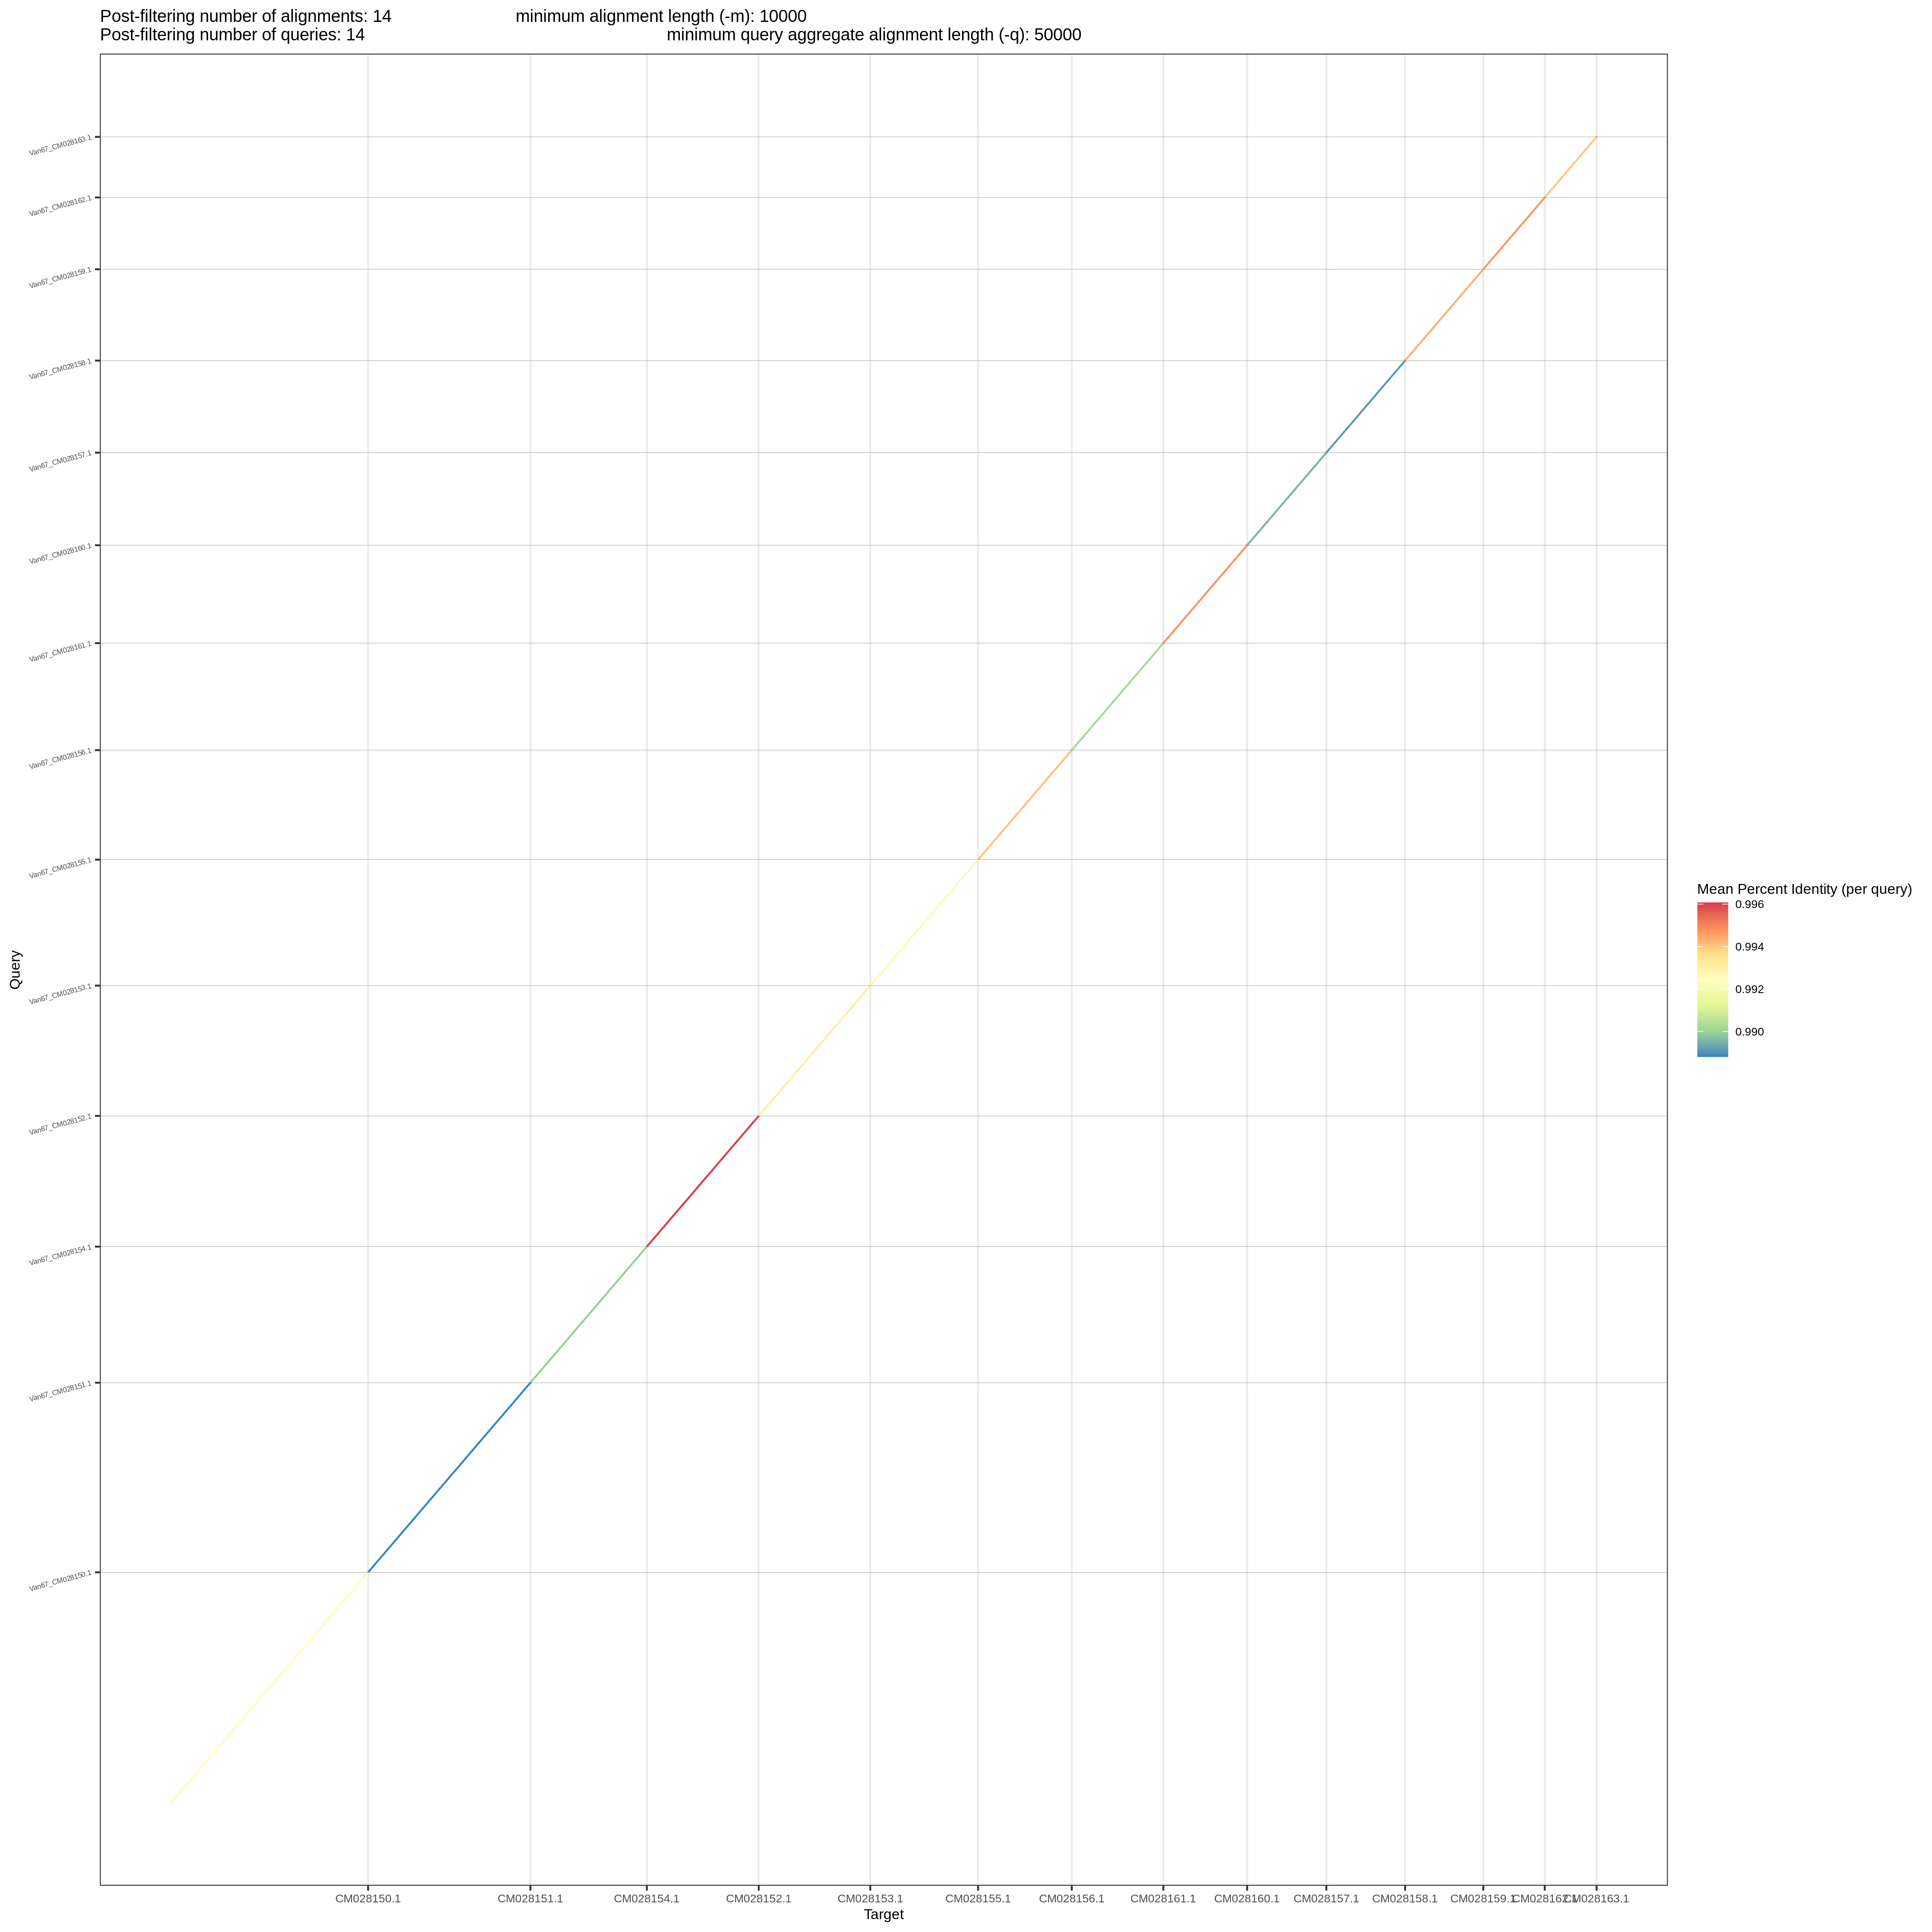 Post-filtering number of alignments: 14 minimum alignment length (-m): 10000
Post-filtering number of queries: 14 minimum query aggregate alignment length (-q): 50000
Van67_CM028163.1
Van67_CM028162.1
Van67_CM028159.1
Van67_CM028158.1
Van67_CM028157.1
Van67_CM028160.1
Van67_CM028161.1
Van67_CM028156.1
Van67_CM028155.1
Van67_CM028153.1
Van67_CM028152.1
Van67_CM028154.1
Van67_CM028151.1
Van67_CM028150.1
Query
Mean Percent Identity (per query)
0.996
0.994
0.992
0.990
CM028150.1 CM028151.1 CM028154.1 CM028152.1 CM028153.1 CM028155.1 CM028156.1 CM028161.1 CM028160.1 CM028157.1 CM028158.1 CM028159.1 CM028162.1 CM028163.1
Target